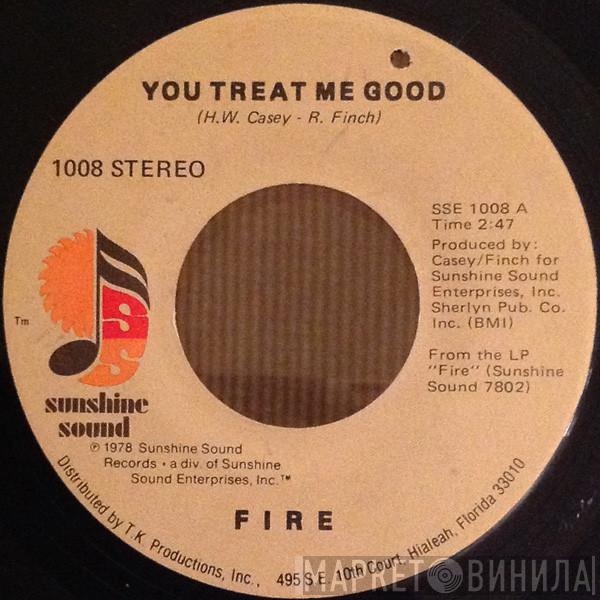 YOU TREAT ME GOOD
(H.W. Casey - R. Finch)
1008 STEREO
SSE 1008 A
Time 2:47
Produced by:
Casey/Finch for
Sunshine Sound
Enterprises, Inc.
Sherlyn Pub. Co.
Inc. (BMI)
From the LP
"Fire" (Sunshine
Sound 7802)
SS
Tm
sunshine
sound
℗ 1978 Sunshine Sound
Records • a div. of Sunshine
Sound Enterprises, Inc.™
FIRE
Distributed by T.K. Productions, Inc., 495 S.E. 10th Court, Hialeah, Florida 33010
МАРКЕТ ВИНИЛА